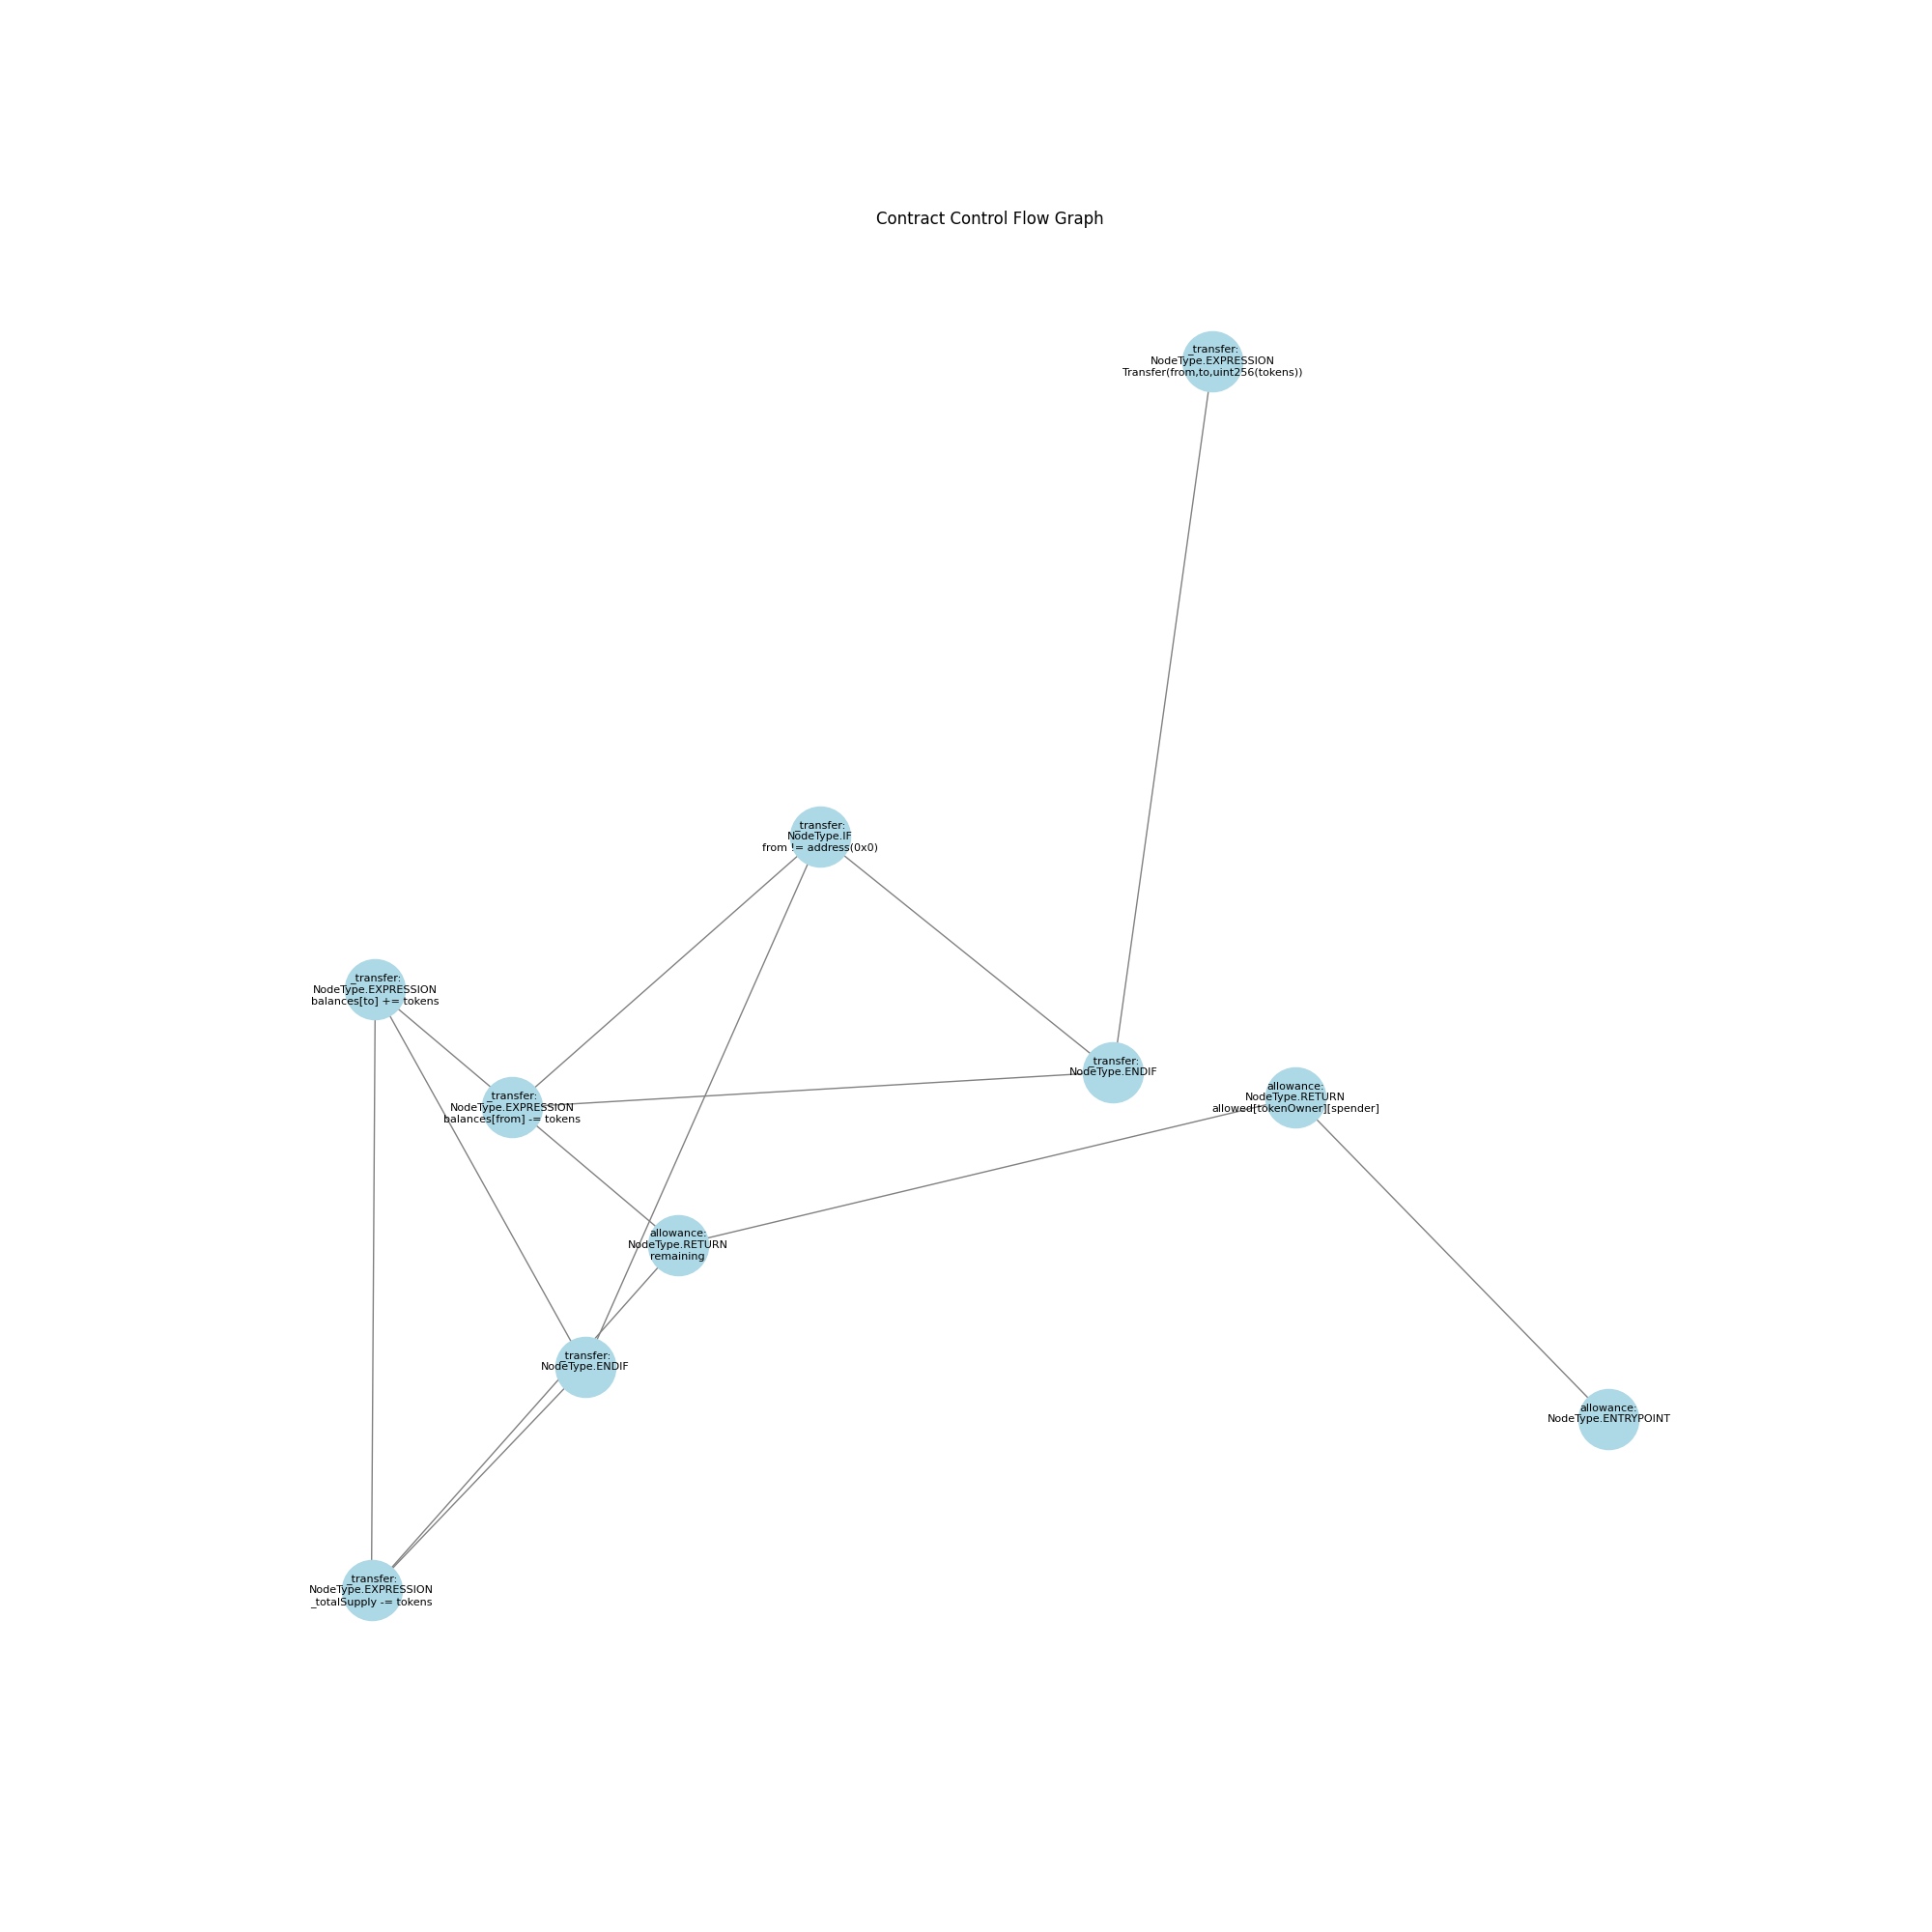 Contract Control Flow Graph
_transfer:
NodeType.EXPRESSION
Transfer(from,to,uint256(tokens))
_transfer:
NodeType.IF
from != address(0x0)
_transfer:
NodeType.EXPRESSION
balances[to] += tokens
_transfer:
NodeType.ENDIF
_transfer:
NodeType.EXPRESSION
balances[from] -= tokens
allowance:
NodeType.RETURN
allowed[tokenOwner][spender]
allowance:
NodeType.RETURN
remaining
_transfer:
NodeType.ENDIF
allowance:
NodeType.ENTRYPOINT
_transfer:
NodeType.EXPRESSION
_totalSupply -= tokens